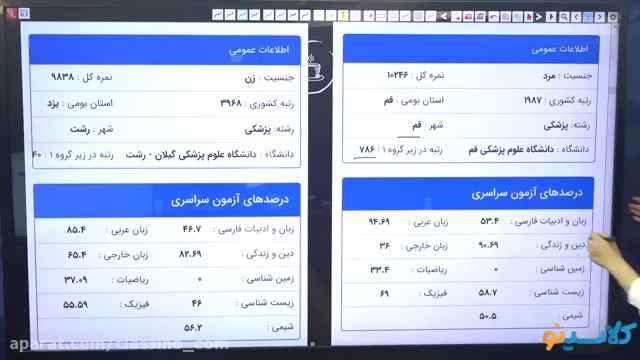 اطلاعات عمومی
جنسیت : مرد
نمره کل : ۱۰۲۴۶
رتبه کشوری : ۱۹۸۷
استان بومی : قم
رشته: پزشکی
شهر : قم
دانشگاه : دانشگاه علوم پزشکی قم
رتبه در زیر گروه ۱ : ۷۸۶
درصدهای آزمون سراسری
زبان و ادبیات فارسی : ۵۳.۴
زبان عربی : ۹۴.۶۹
دین و زندگی : ۹۰.۶۹
زبان خارجی : ۳۶
زمین شناسی : ۰
ریاضیات : ۳۳.۴
زیست شناسی : ۵۸.۷
فیزیک : ۶۹
شیمی : ۵۰.۵
اطلاعات عمومی
جنسیت : زن
نمره کل : ۹۸۳۸
رتبه کشوری : ۳۹۶۸
استان بومی : یزد
رشته: پزشکی
شهر : رشت
دانشگاه : دانشگاه علوم پزشکی گیلان - رشت
رتبه در زیر گروه ۱ : ۴۰
درصدهای آزمون سراسری
زبان و ادبیات فارسی : ۴۶.۷
زبان عربی : ۸۵.۴
دین و زندگی : ۸۲.۶۹
زبان خارجی : ۶۵.۴
زمین شناسی : ۰
ریاضیات : ۳۷.۰۹
زیست شناسی : ۴۶
فیزیک : ۵۵.۵۹
شیمی : ۵۶.۲
کلاسینو
aparat.com/classino_com